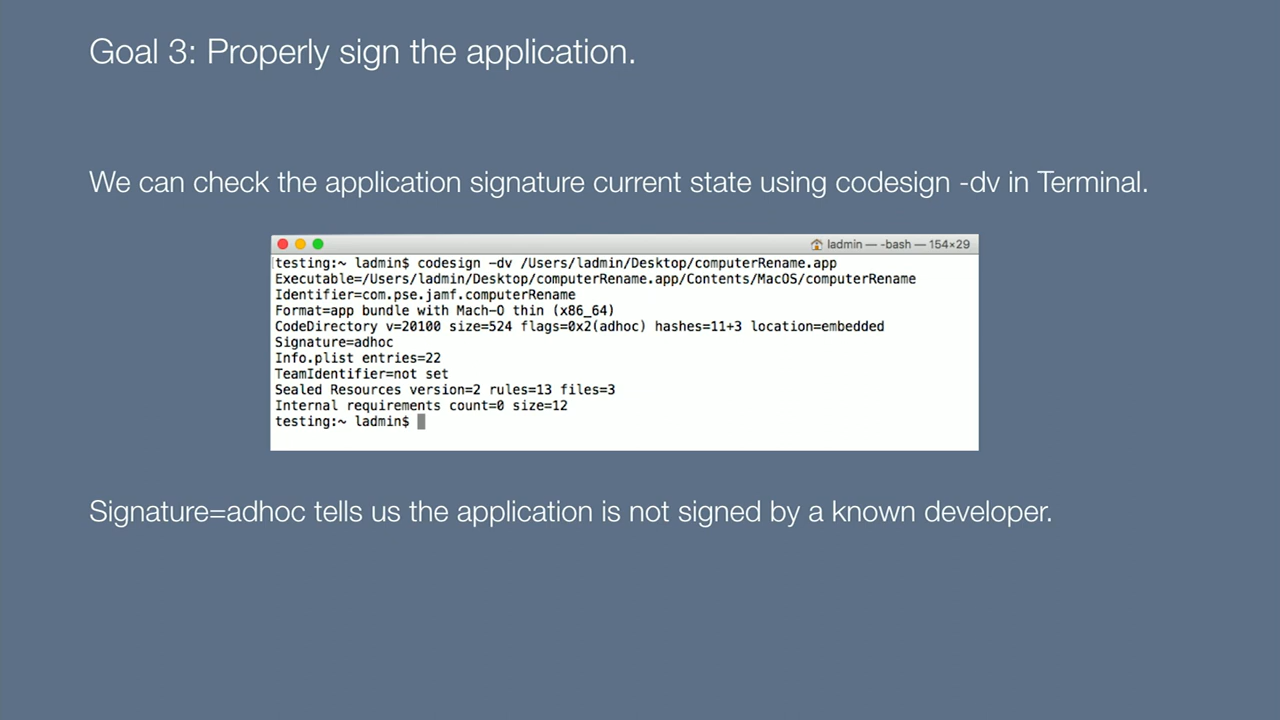 Goal 3: Properly sign the application.
We can check the application signature current state using codesign -dv in Terminal.
ladmin — -bash — 154×29
testing:~ ladmin$ codesign -dv /Users/ladmin/Desktop/computerRename.app
Executable=/Users/ladmin/Desktop/computerRename.app/Contents/MacOS/computerRename
Identifier=com.pse.jamf.computerRename
Format=app bundle with Mach-O thin (x86_64)
CodeDirectory v=20100 size=524 flags=0x2(adhoc) hashes=11+3 location=embedded
Signature=adhoc
Info.plist entries=22
TeamIdentifier=not set
Sealed Resources version=2 rules=13 files=3
Internal requirements count=0 size=12
testing:~ ladmin$
Signature=adhoc tells us the application is not signed by a known developer.